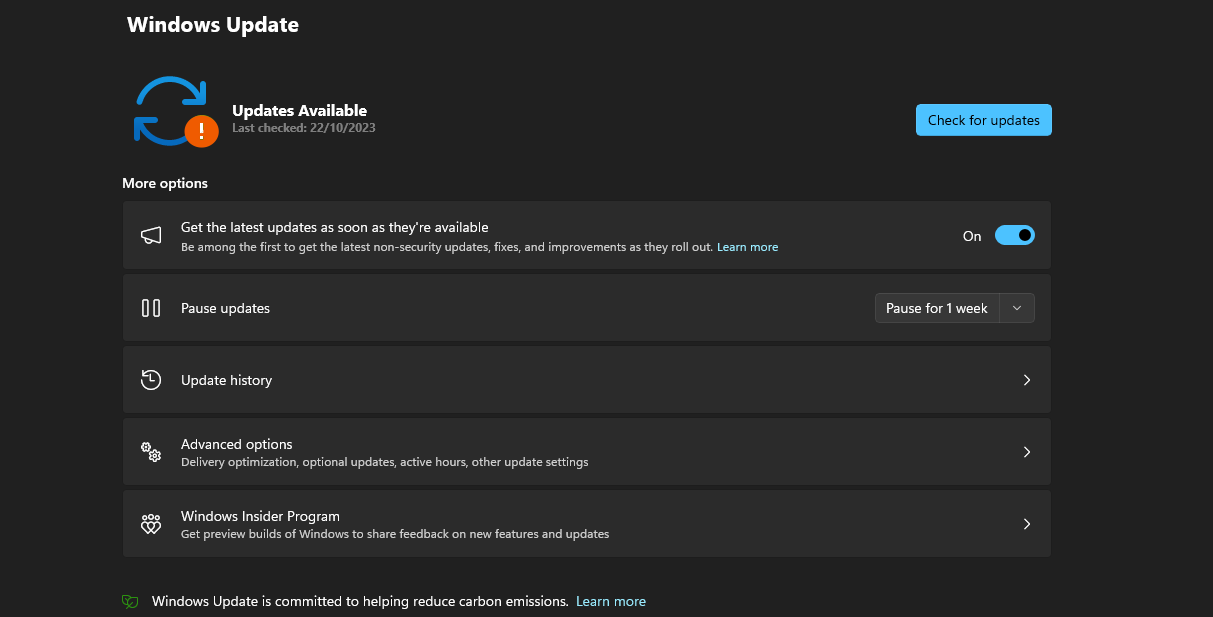 Windows Update
Updates Available
Last checked: 22/10/2023
Check for updates
More options
Get the latest updates as soon as they're available
Be among the first to get the latest non-security updates, fixes, and improvements as they roll out. Learn more
On
Pause updates
Pause for 1 week
Update history
Advanced options
Delivery optimization, optional updates, active hours, other update settings
Windows Insider Program
Get preview builds of Windows to share feedback on new features and updates
Windows Update is committed to helping reduce carbon emissions. Learn more